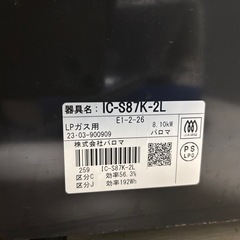 器具名：IC-S87K-2L
EI-2-26
LPガス用 8.10kW
23-03-900909 パロマ
株式会社パロマ
259 IC-S87K-2L
区分C 効率56.3%
区分J 効率192Wh
PS
LPG